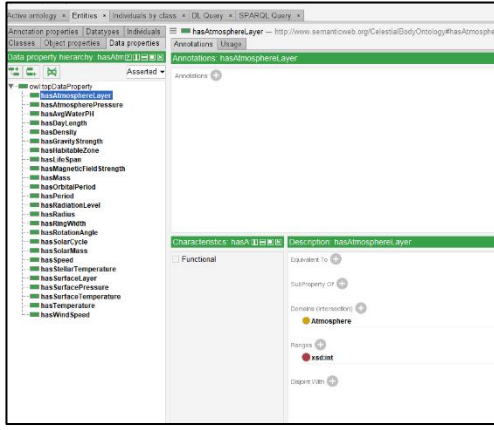 Active ontology × Entities × Individuals by class × DL Query × SPARQL Query ×
Annotation properties Datatypes Individuals
Classes Object properties Data properties
hasAtmosphereLayer — http://www.semanticweb.org/CelestialBodyOntology#hasAtmosphe
Annotations Usage
Data property hierarchy: hasAtm
Asserted
Annotations: hasAtmosphereLayer
Annotations
owl:topDataProperty
hasAtmosphereLayer
hasAtmospherePressure
hasAvgWaterPH
hasDayLength
hasDensity
hasGravityStrength
hasHabitableZone
hasLifeSpan
hasMagneticFieldStrength
hasMass
hasOrbitalPeriod
hasPeriod
hasRadiationLevel
hasRadius
hasRingWidth
hasRotationAngle
hasSolarCycle
hasSolarMass
hasSpeed
hasStellarTemperature
hasSurfaceLayer
hasSurfacePressure
hasSurfaceTemperature
hasTemperature
hasWindSpeed
Characteristics: hasA
Functional
Description: hasAtmosphereLayer
Equivalent To
SubProperty Of
Domains (intersection)
Atmosphere
Ranges
xsd:int
Disjoint With